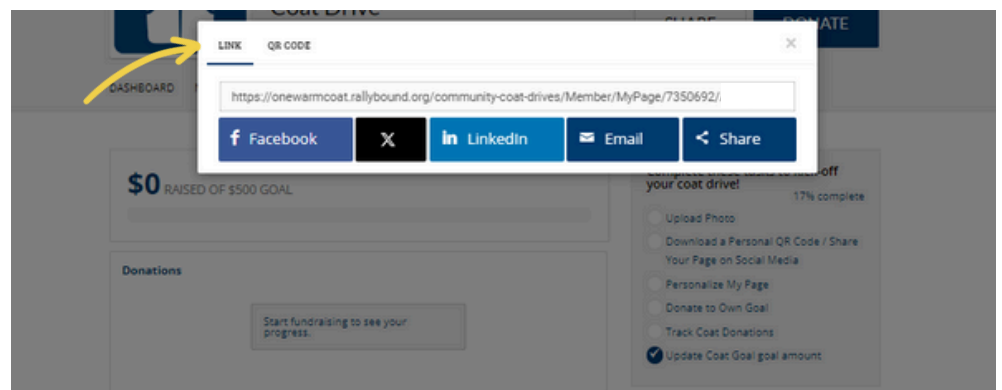 Coat Drive
SHARE
DONATE
LINK QR CODE ×
DASHBOARD
https://onewarmcoat.rallybound.org/community-coat-drives/Member/MyPage/7350692/
f Facebook X in LinkedIn Email Share
$0 RAISED OF $500 GOAL
Complete these tasks to kick-off
your coat drive!
17% complete
Upload Photo
Download a Personal QR Code / Share
Your Page on Social Media
Personalize My Page
Donate to Own Goal
Track Coat Donations
Update Coat Goal goal amount
Donations
Start fundraising to see your
progress.